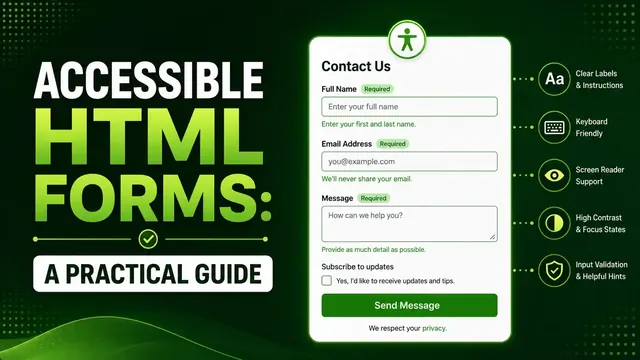 ACCESSIBLE
HTML
FORMS:
A PRACTICAL GUIDE
Contact Us
Full Name Required
Enter your full name
Enter your first and last name.
Email Address Required
you@example.com
We'll never share your email.
Message Required
How can we help you?
Provide as much detail as possible.
Subscribe to updates
Yes, I'd like to receive updates and tips.
Send Message
We respect your privacy.
Aa
Clear Labels
& Instructions
Keyboard
Friendly
Screen Reader
Support
High Contrast
& Focus States
Input Validation
& Helpful Hints